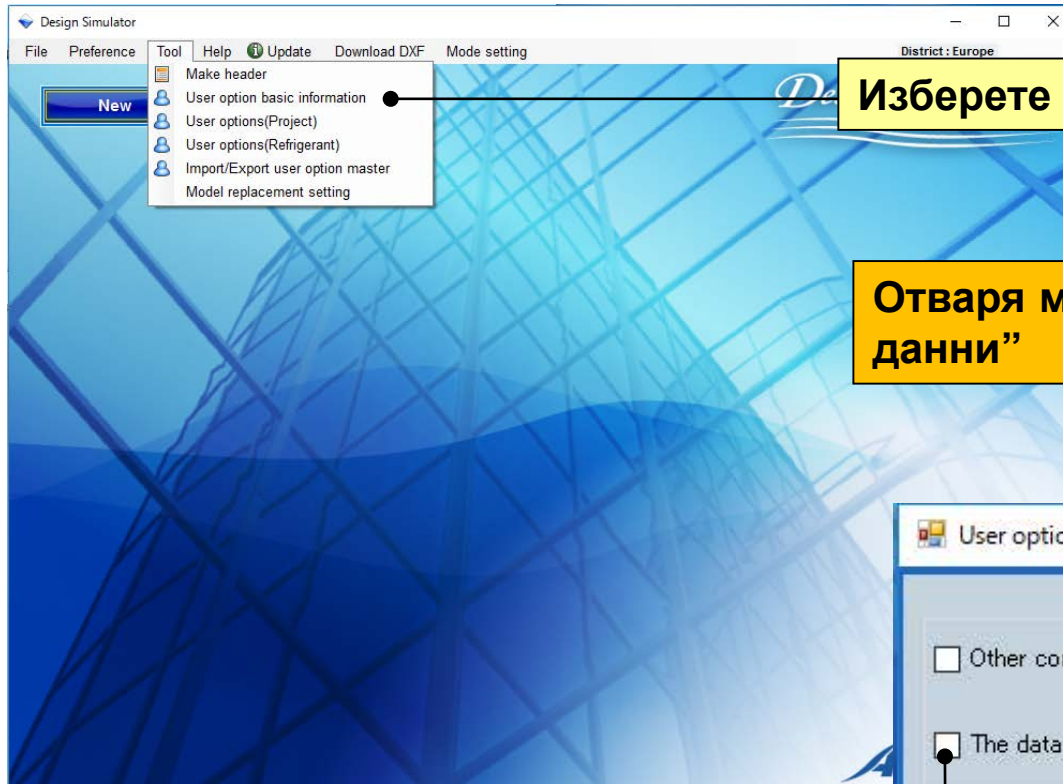 Design Simulator
File Preference Tool Help Update Download DXF Mode setting
District : Europe
New
Make header
User option basic information
User options(Project)
User options(Refrigerant)
Import/Export user option master
Model replacement setting
Изберете
Отваря
данни”
User
Other
The data